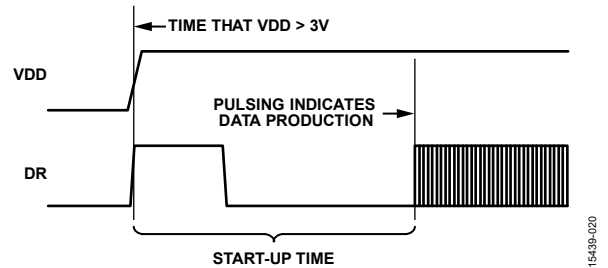 TIME THAT VDD > 3V
VDD
PULSING INDICATES
DATA PRODUCTION
DR
START-UP TIME
15439-020